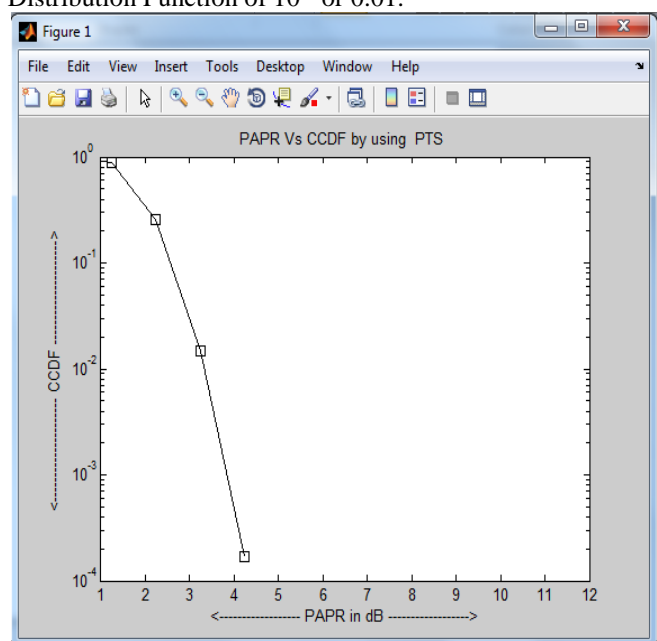 Distribution Function of 10 or 0.01.
Figure 1
File Edit View Insert Tools Desktop Window Help
PAPR Vs CCDF by using PTS
10^0
10^-1
10^-2
10^-3
10^-4
<------------------ CCDF ------------------>
1 2 3 4 5 6 7 8 9 10 11 12
<------------------ PAPR in dB ------------------>